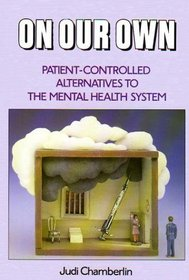 ON OUR OWN
PATIENT-CONTROLLED
ALTERNATIVES TO
THE MENTAL HEALTH SYSTEM
Judi Chamberlin